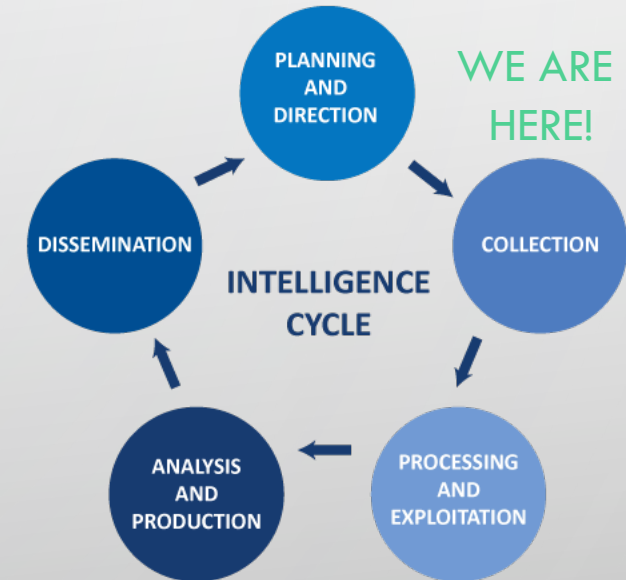 PLANNING
AND
DIRECTION
WE ARE
HERE!
COLLECTION
PROCESSING
AND
EXPLOITATION
ANALYSIS
AND
PRODUCTION
DISSEMINATION
INTELLIGENCE
CYCLE